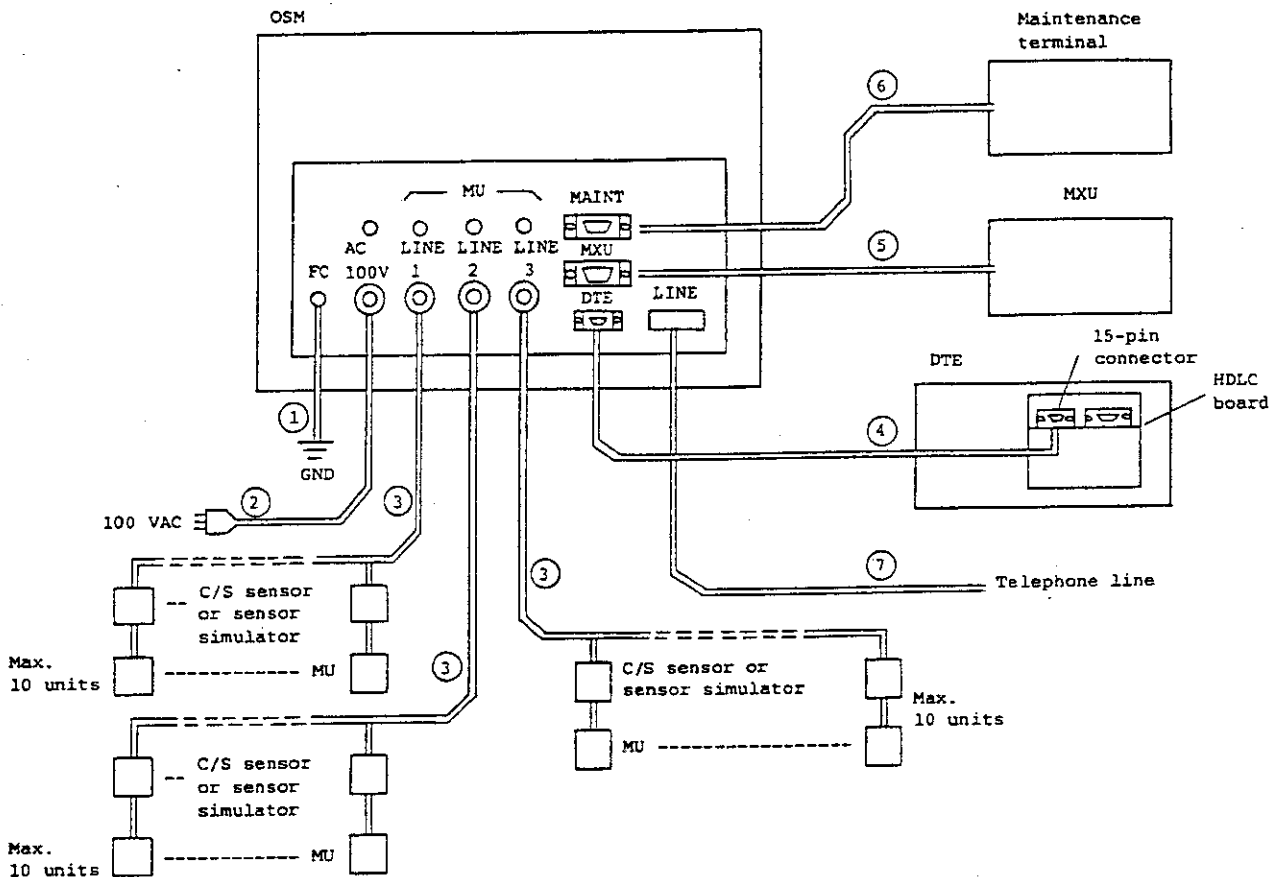 OSM
Maintenance
terminal
6
MU
MAINT
MXU
AC LINE LINE LINE
MXU
5
FC 100V 1 2 3
DTE LINE
15-pin
connector
DTE
HDLC
board
1
4
GND
2
3
100 VAC
7
Telephone line
3
C/S sensor
or sensor
simulator
Max.
10 units
MU
3
C/S sensor or
sensor simulator
Max.
10 units
MU
C/S sensor
or sensor
simulator
Max.
10 units
MU